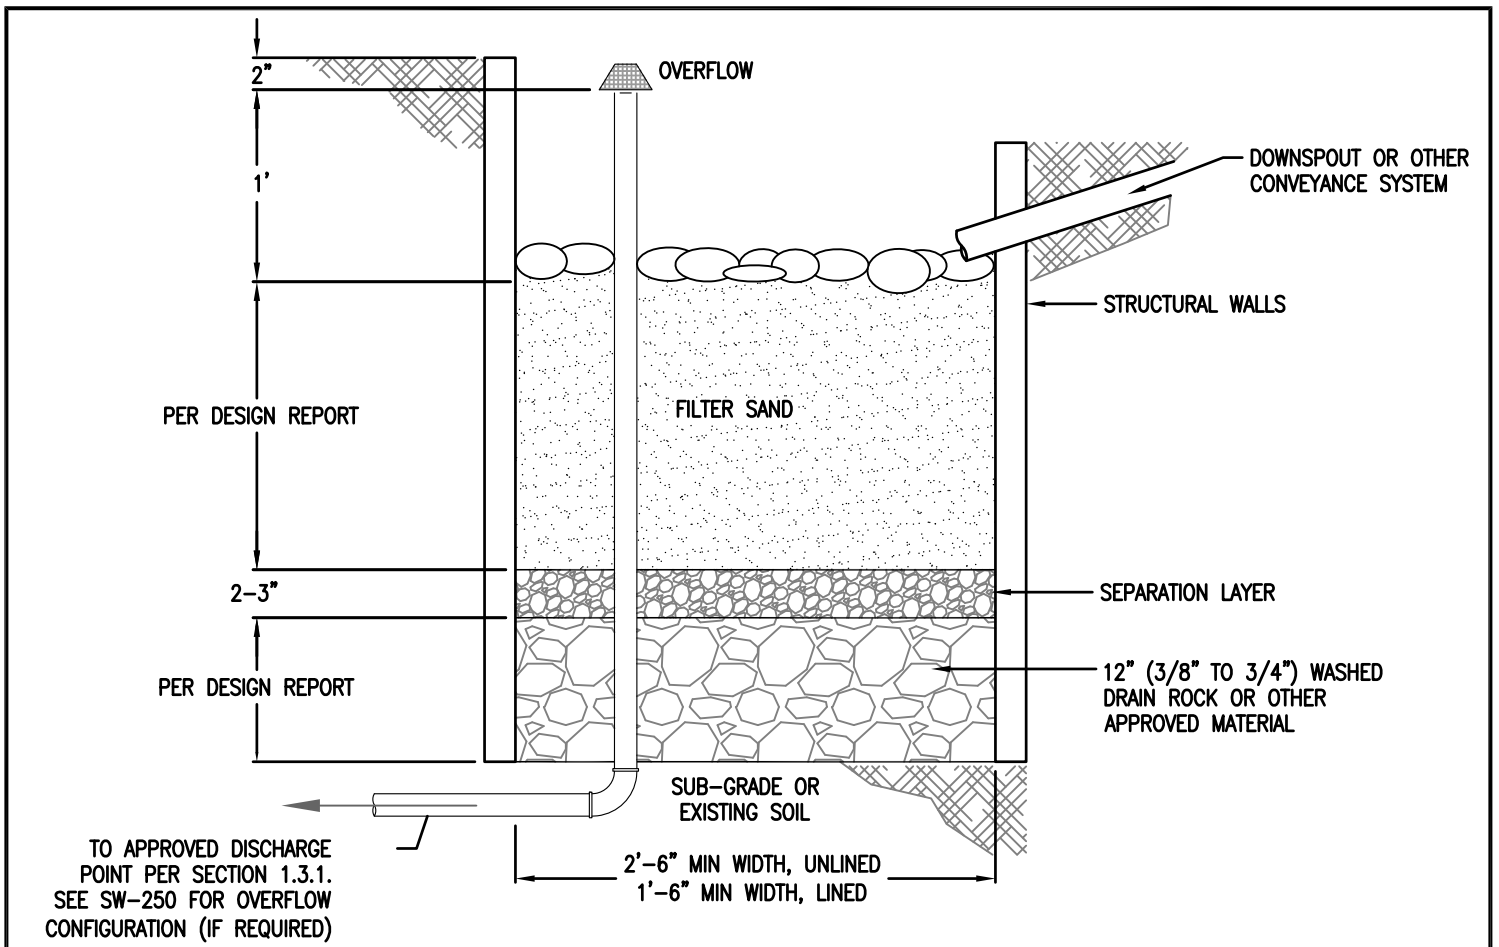 2"
OVERFLOW
1'
DOWNSPOUT OR OTHER
CONVEYANCE SYSTEM
STRUCTURAL WALLS
PER DESIGN REPORT
FILTER SAND
2-3"
SEPARATION LAYER
PER DESIGN REPORT
12" (3/8" TO 3/4") WASHED
DRAIN ROCK OR OTHER
APPROVED MATERIAL
SUB-GRADE OR
EXISTING SOIL
TO APPROVED DISCHARGE
POINT PER SECTION 1.3.1.
SEE SW-250 FOR OVERFLOW
CONFIGURATION (IF REQUIRED)
2'-6" MIN WIDTH, UNLINED
1'-6" MIN WIDTH, LINED